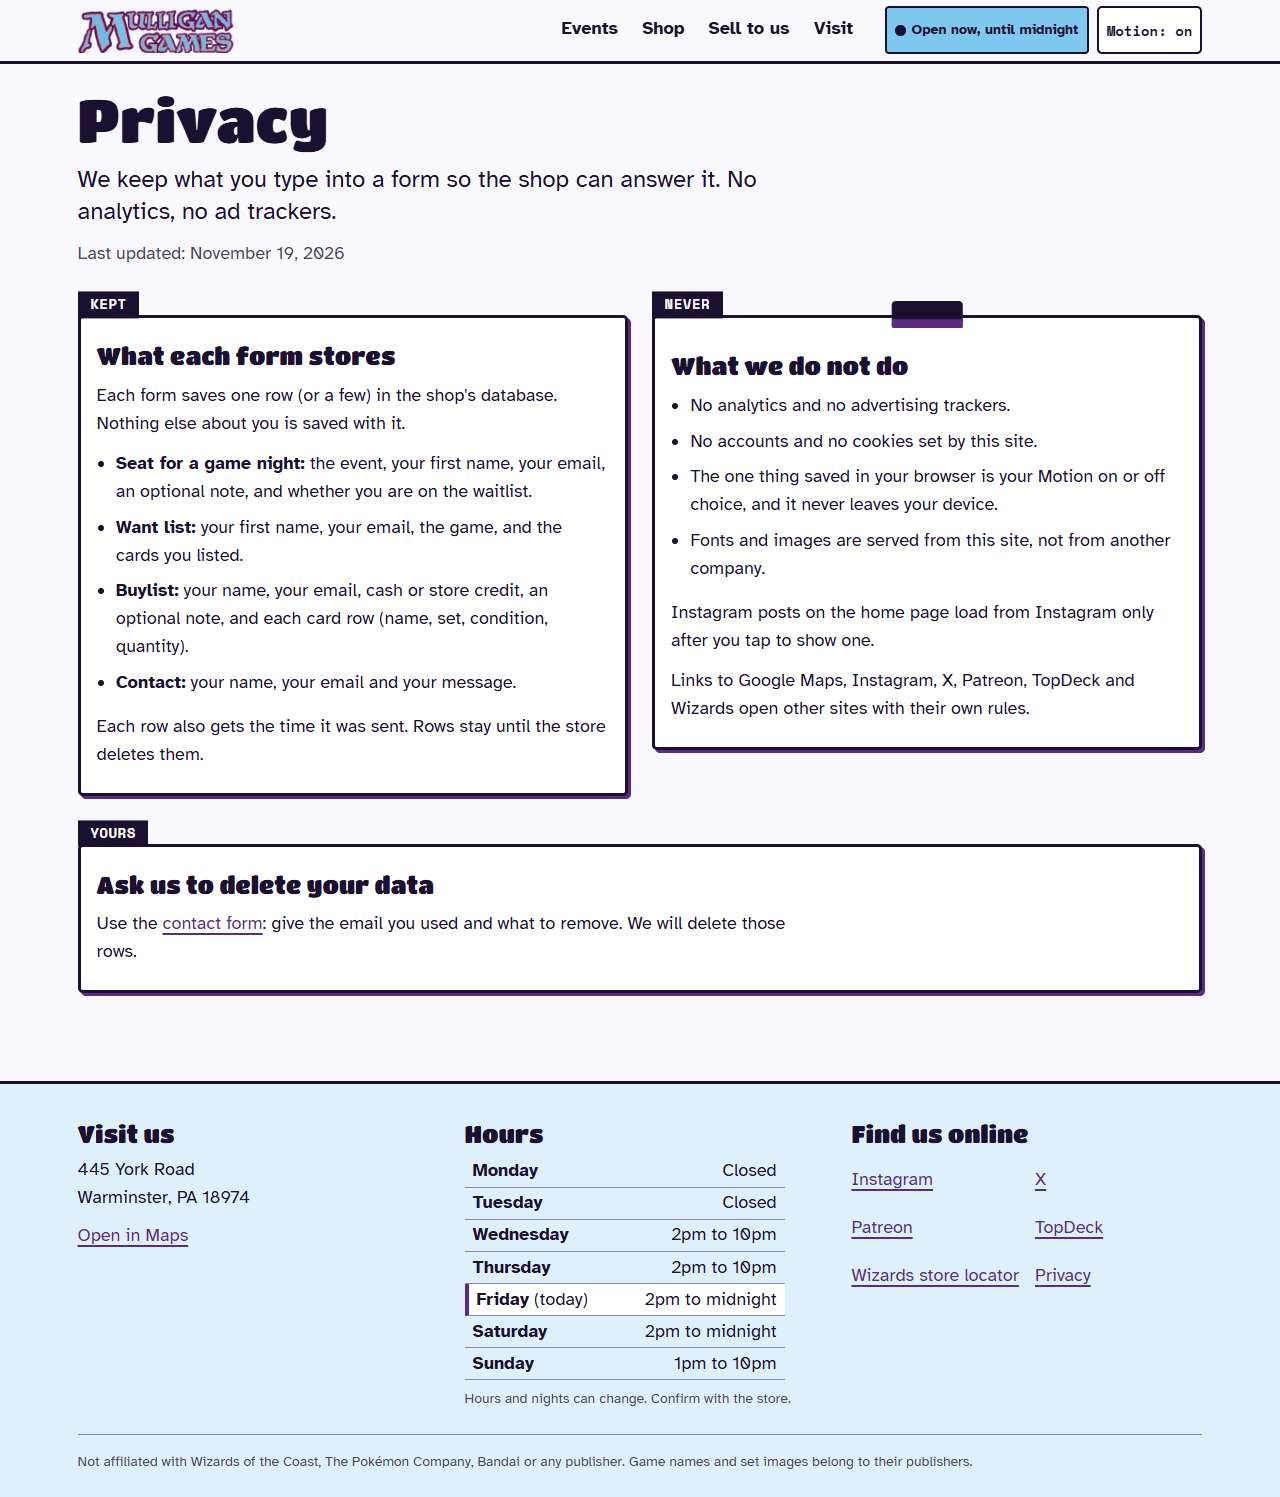 MULLIGAN GAMES
Events Shop Sell to us Visit
Open now, until midnight
Motion: on
Privacy
We keep what you type into a form so the shop can answer it. No
analytics, no ad trackers.
Last updated: November 19, 2026
KEPT
What each form stores
Each form saves one row (or a few) in the shop's database.
Nothing else about you is saved with it.
• Seat for a game night: the event, your first name, your email,
an optional note, and whether you are on the waitlist.
• Want list: your first name, your email, the game, and the
cards you listed.
• Buylist: your name, your email, cash or store credit, an
optional note, and each card row (name, set, condition,
quantity).
• Contact: your name, your email and your message.
Each row also gets the time it was sent. Rows stay until the store
deletes them.
NEVER
What we do not do
• No analytics and no advertising trackers.
• No accounts and no cookies set by this site.
• The one thing saved in your browser is your Motion on or off
choice, and it never leaves your device.
• Fonts and images are served from this site, not from another
company.
Instagram posts on the home page load from Instagram only
after you tap to show one.
Links to Google Maps, Instagram, X, Patreon, TopDeck and
Wizards open other sites with their own rules.
YOURS
Ask us to delete your data
Use the contact form: give the email you used and what to remove. We will delete those
rows.
Visit us
445 York Road
Warminster, PA 18974
Open in Maps
Hours
Monday Closed
Tuesday Closed
Wednesday 2pm to 10pm
Thursday 2pm to 10pm
Friday (today) 2pm to midnight
Saturday 2pm to midnight
Sunday 1pm to 10pm
Hours and nights can change. Confirm with the store.
Find us online
Instagram X
Patreon TopDeck
Wizards store locator Privacy
Not affiliated with Wizards of the Coast, The Pokémon Company, Bandai or any publisher. Game names and set images belong to their publishers.